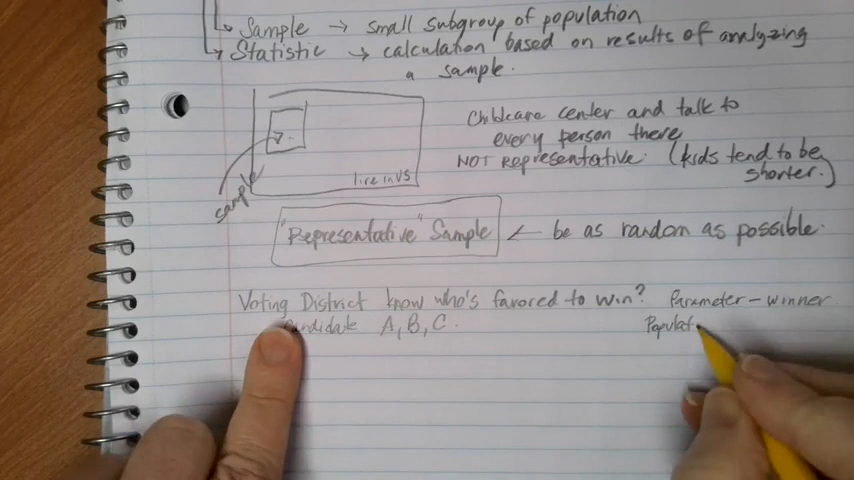 Sample → small subgroup of population
Statistic → calculation based on results of analyzing
a sample.
Childcare center and talk to
every person there
NOT Representative. (kids tend to be
shorter.)
live in US
sample
"Representative" Sample ← be as random as possible.
Voting District know who's favored to win? Parameter - winner
Candidate A, B, C. Populat